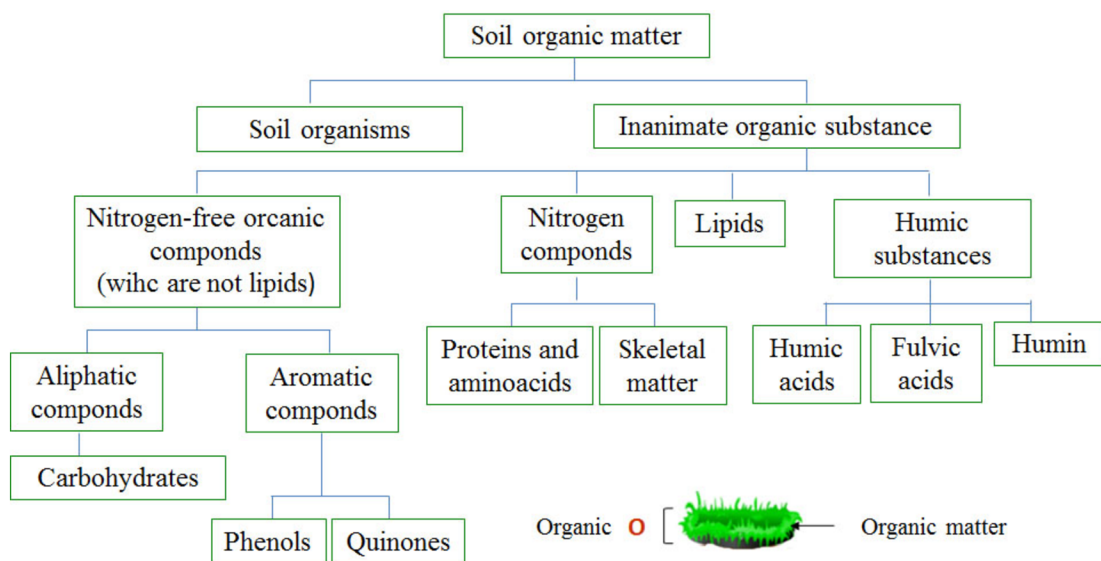 Soil organic matter
Soil organisms
Inanimate organic substance
Nitrogen-free orcanic
componds
(wihc are not lipids)
Nitrogen
componds
Lipids
Humic
substances
Aliphatic
componds
Aromatic
componds
Proteins and
aminoacids
Skeletal
matter
Humic
acids
Fulvic
acids
Humin
Carbohydrates
Phenols
Quinones
Organic O
Organic matter